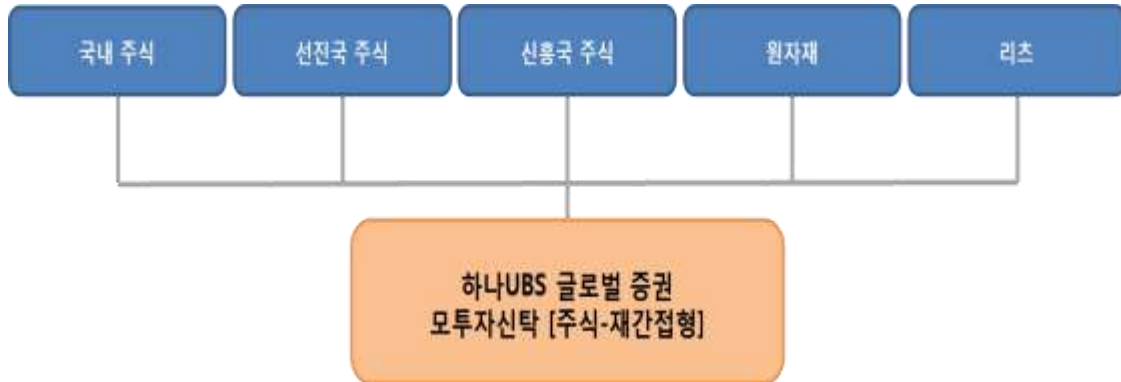 국내 주식
선진국 주식
신흥국 주식
원자재
리츠
하나UBS 글로벌 증권
모투자신탁 [주식-재간접형]